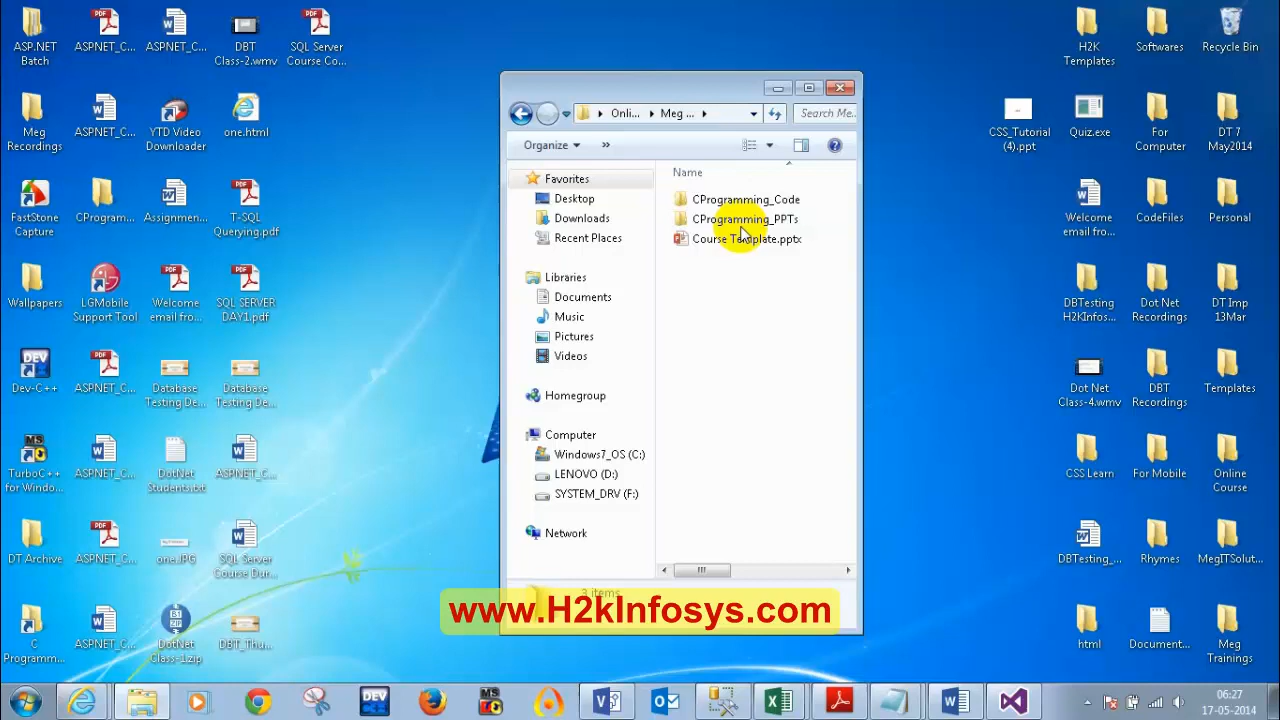 ASP.NET
Batch
ASPNET_C...
ASPNET_C...
DBT
Class-2.wmv
SQL Server
Course Co...
Meg
Recordings
ASPNET_C...
YTD Video
Downloader
one.html
FastStone
Capture
CProgram...
Assignmen...
T-SQL
Querying.pdf
Wallpapers
LGMobile
Support Tool
Welcome
email fro...
SQL SERVER
DAY1.pdf
Dev-C++
ASPNET_C...
Database
Testing De...
Database
Testing De...
TurboC++
for Windo...
ASPNET_C...
DotNet
Students.txt
ASPNET_C...
DT Archive
ASPNET_C...
one.JPG
SQL Server
Course Dur...
C
Programm...
ASPNET_C...
DotNet
Class-1.zip
DBT_Thu...
Onli...
Meg ...
Search Me
Organize
»
Name
Favorites
Desktop
Downloads
Recent Places
Libraries
Documents
Music
Pictures
Videos
Homegroup
Computer
Windows7_OS (C:)
LENOVO (D:)
SYSTEM_DRV (F:)
Network
CProgramming_Code
CProgramming_PPTs
Course Template.pptx
3 items
www.H2kInfosys.com
H2K
Templates
Softwares
Recycle Bin
CSS_Tutorial
(4).ppt
Quiz.exe
For
Computer
DT 7
May2014
Welcome
email fro...
CodeFiles
Personal
DBTesting
H2KInfos...
Dot Net
Recordings
DT Imp
13Mar
Dot Net
Class-4.wmv
DBT
Recordings
Templates
CSS Learn
For Mobile
Online
Course
DBTesting_...
Rhymes
MegITSolut...
html
Document...
Meg
Trainings
DEV
MS
06:27
17-05-2014